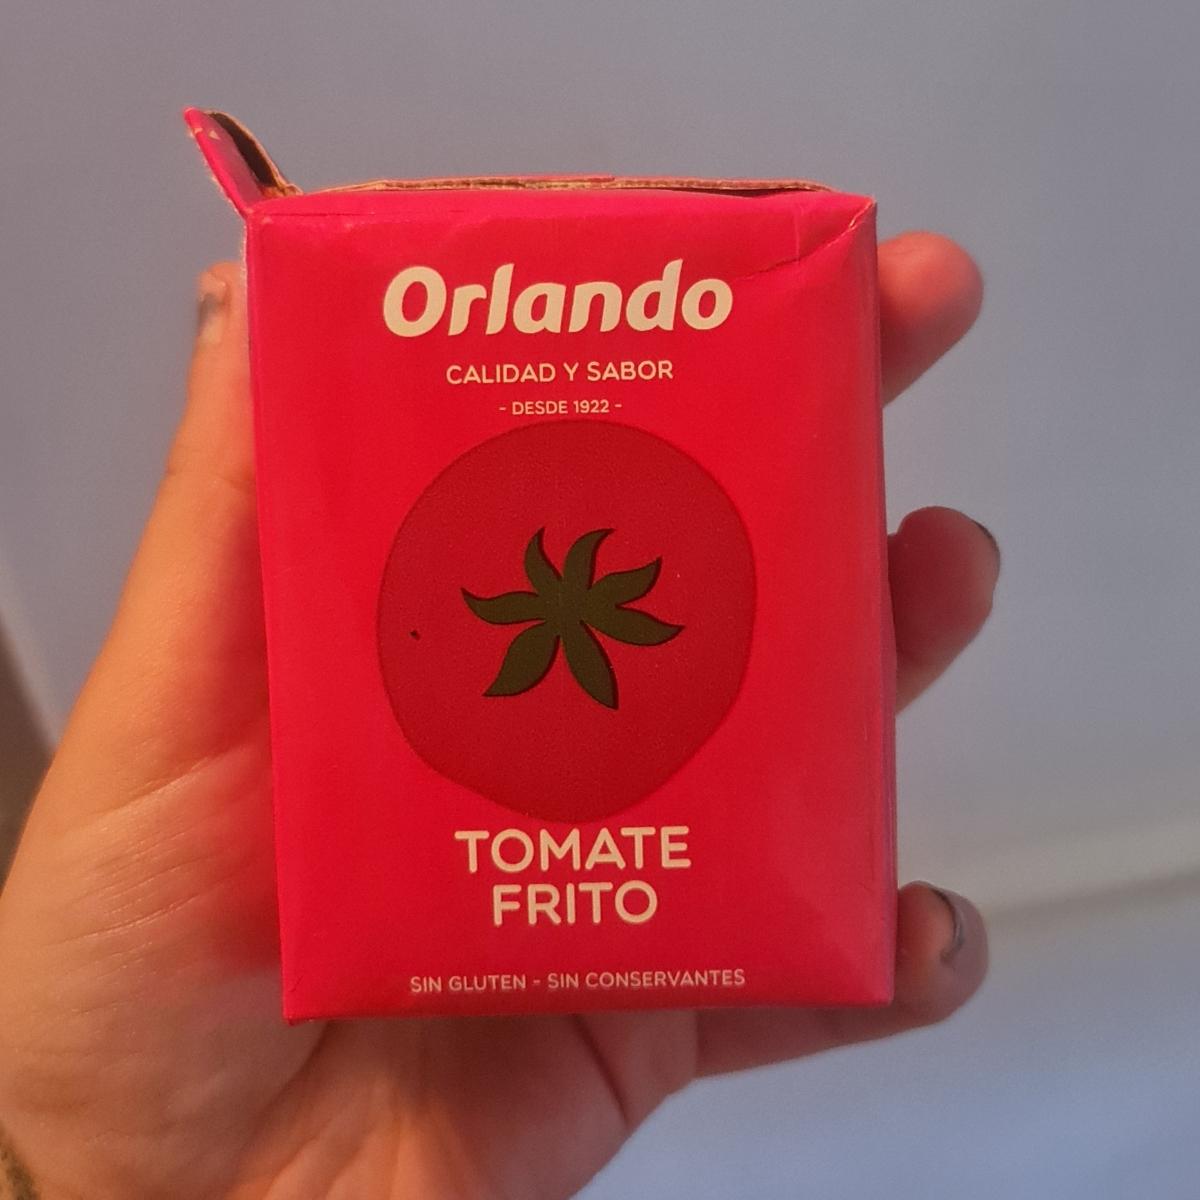 Orlando
CALIDAD Y SABOR
- DESDE 1922 -
TOMATE
FRITO
SIN GLUTEN - SIN CONSERVANTES